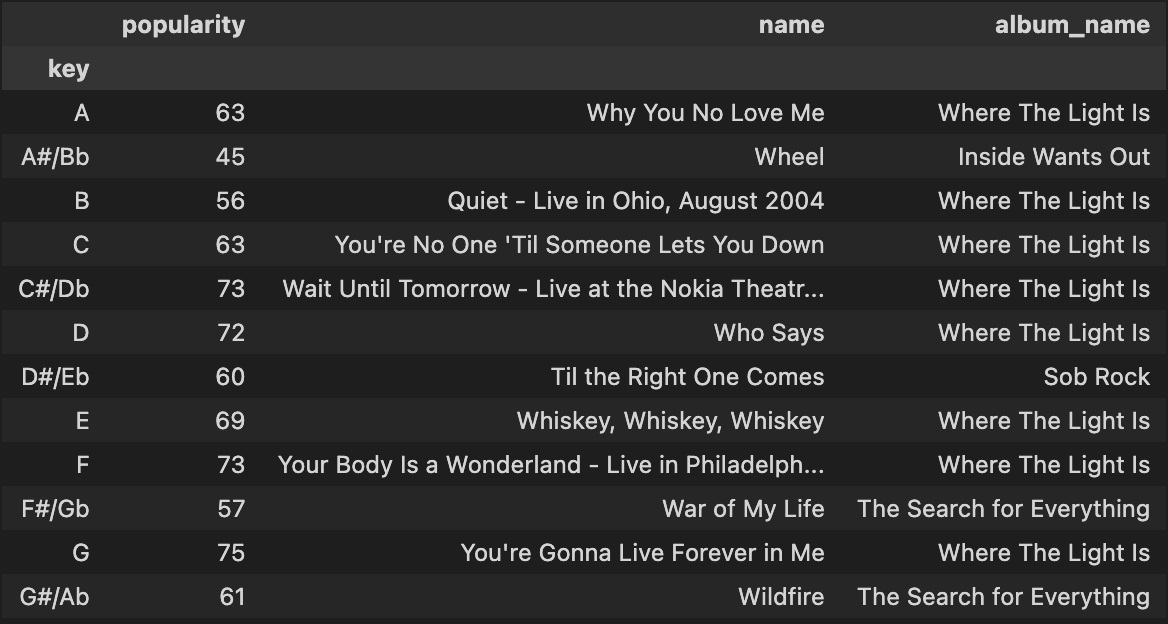 popularity name album_name
key
A 63 Why You No Love Me Where The Light Is
A#/Bb 45 Wheel Inside Wants Out
B 56 Quiet - Live in Ohio, August 2004 Where The Light Is
C 63 You're No One 'Til Someone Lets You Down Where The Light Is
C#/Db 73 Wait Until Tomorrow - Live at the Nokia Theatr... Where The Light Is
D 72 Who Says Where The Light Is
D#/Eb 60 Til the Right One Comes Sob Rock
E 69 Whiskey, Whiskey, Whiskey Where The Light Is
F 73 Your Body Is a Wonderland - Live in Philadelph... Where The Light Is
F#/Gb 57 War of My Life The Search for Everything
G 75 You're Gonna Live Forever in Me Where The Light Is
G#/Ab 61 Wildfire The Search for Everything